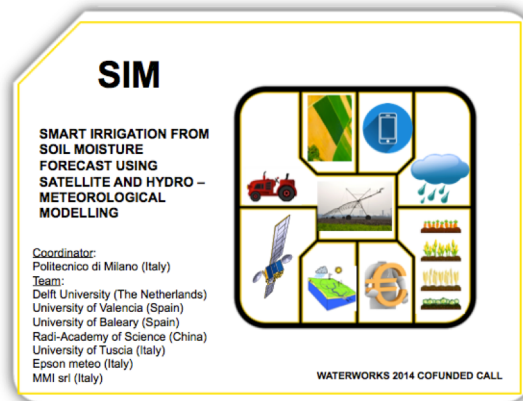 SIM
SMART IRRIGATION FROM
SOIL MOISTURE
FORECAST USING
SATELLITE AND HYDRO –
METEOROLOGICAL
MODELLING
Coordinator:
Politecnico di Milano (Italy)
Team:
Delft University (The Netherlands)
University of Valencia (Spain)
University of Baleary (Spain)
Radi-Academy of Science (China)
University of Tuscia (Italy)
Epson meteo (Italy)
MMI srl (Italy)
€
WATERWORKS 2014 COFUNDED CALL